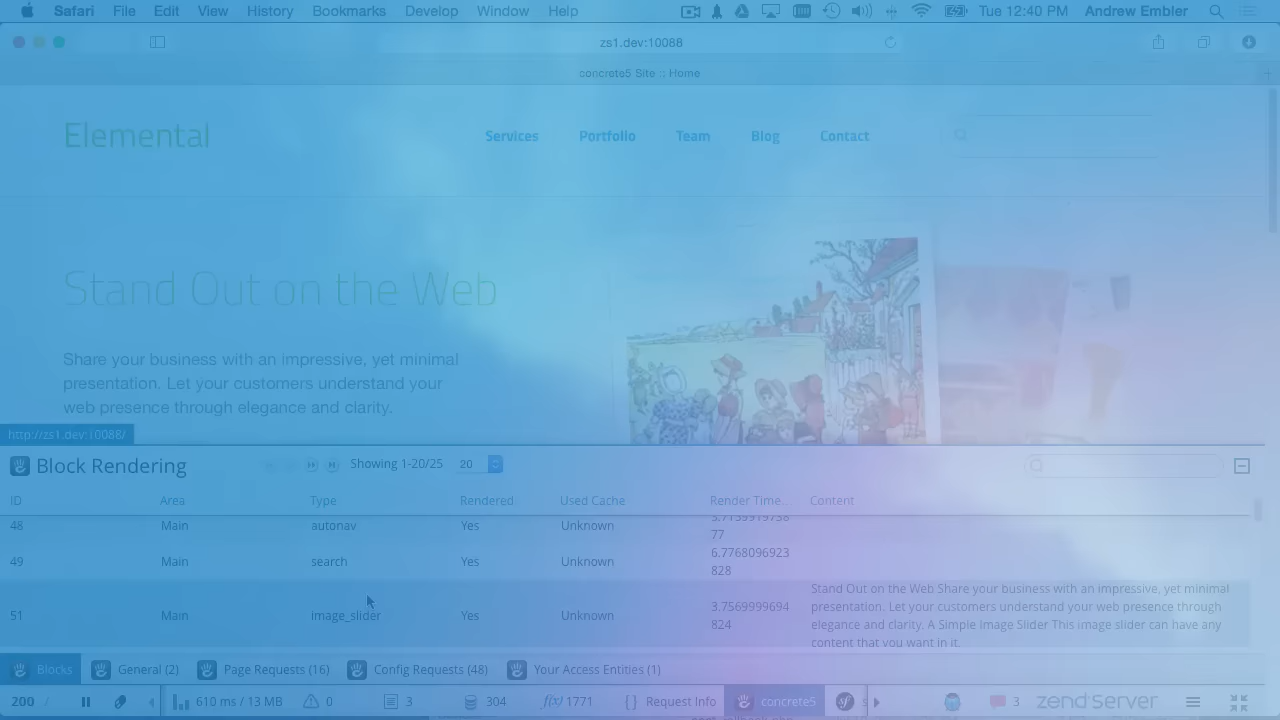 Safari File Edit View History Bookmarks Develop Window Help Tue 12:40 PM Andrew Embler
zs1.dev:10088
concrete5 Site :: Home
Elemental
Services Portfolio Team Blog Contact
Stand Out on the Web
Share your business with an impressive, yet minimal
presentation. Let your customers understand your
web presence through elegance and clarity.
http://zs1.dev:10088/
Block Rendering Showing 1-20/25 20
ID Area Type Rendered Used Cache Render Time... Content
48 Main autonav Yes Unknown 3.7139919758
77
49 Main search Yes Unknown 6.7768096923
828
51 Main image_slider Yes Unknown 3.7569999694
824
Stand Out on the Web Share your business with an impressive, yet minimal
presentation. Let your customers understand your web presence through
elegance and clarity. A Simple Image Slider This image slider can have any
content that you want in it.
Blocks General (2) Page Requests (16) Config Requests (48) Your Access Entities (1)
200 / 610 ms / 13 MB 0 3 304 f(x) 1771 { } Request Info concrete5 sf s 3 zend Server